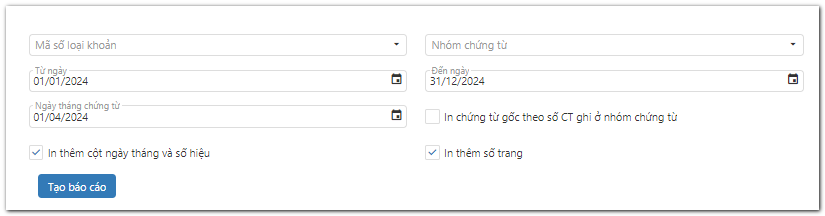 Mã số loại khoản
Nhóm chứng từ
Từ ngày
01/01/2024
Đến ngày
31/12/2024
Ngày tháng chứng từ
01/04/2024
In chứng từ gốc theo số CT ghi ở nhóm chứng từ
In thêm cột ngày tháng và số hiệu
In thêm số trang
Tạo báo cáo